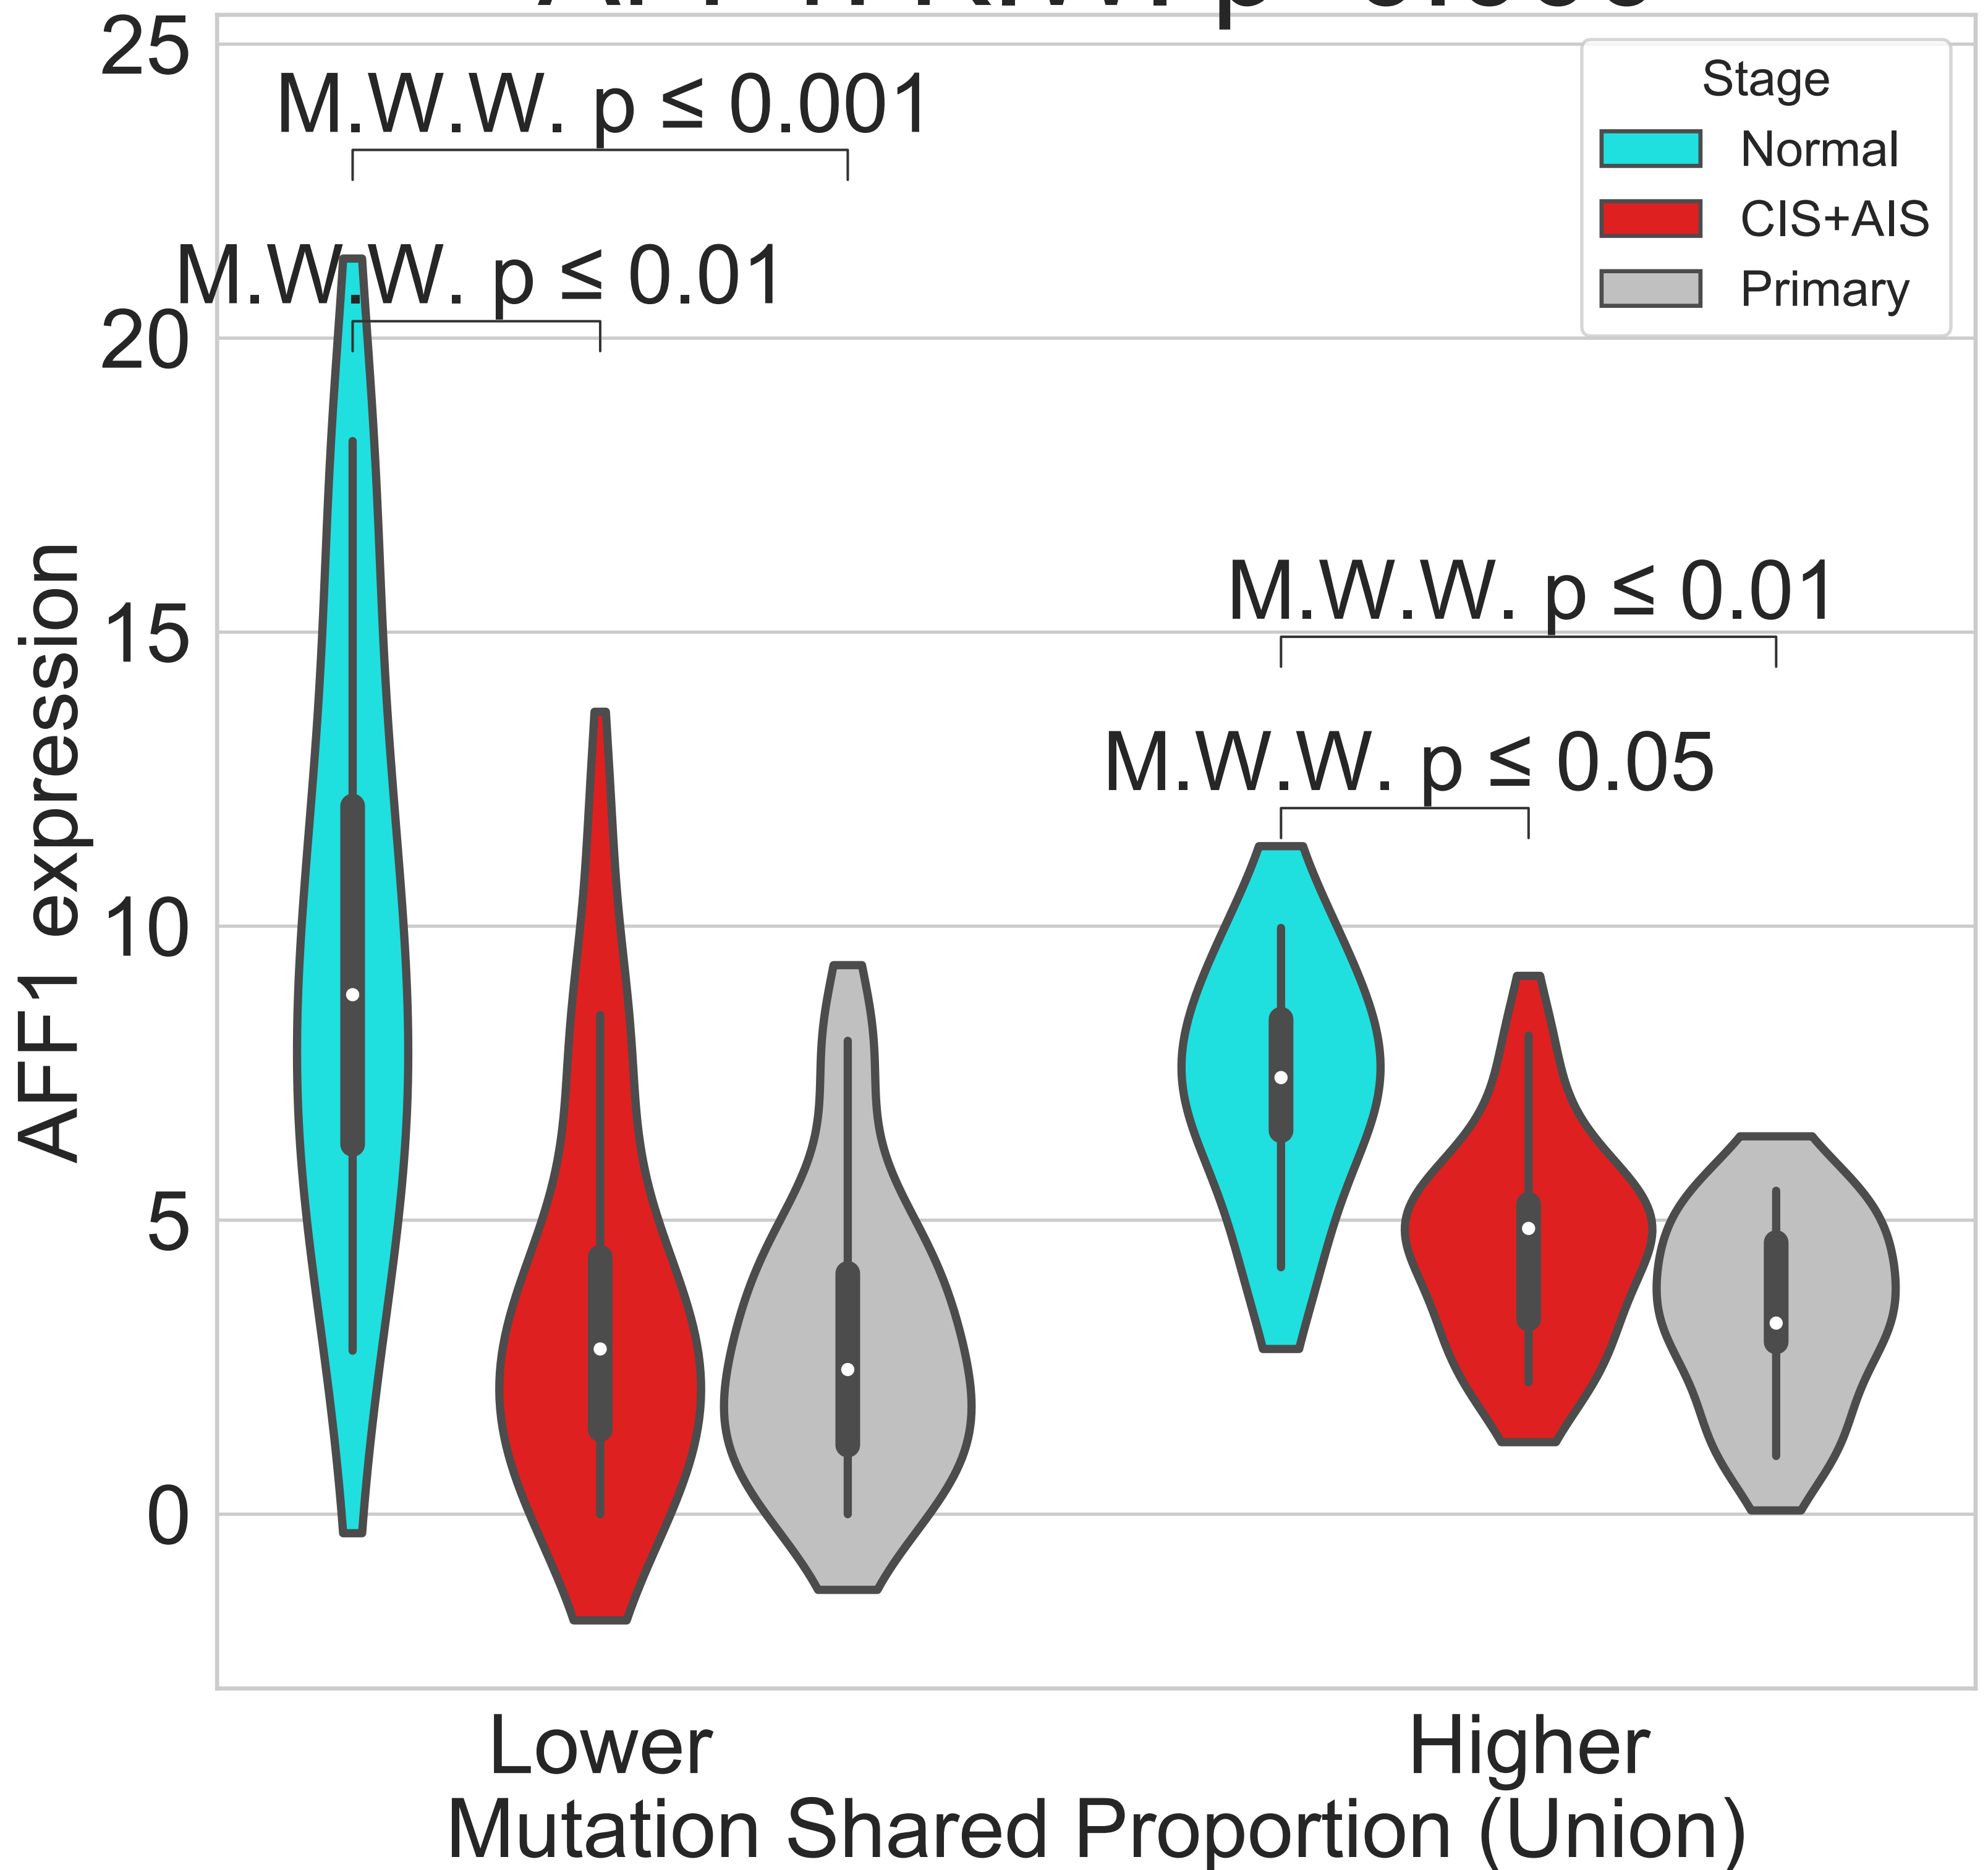 25
M.W.W. p ≤ 0.001
Stage
Normal
CIS+AIS
Primary
M.W.W. p ≤ 0.01
20
M.W.W. p ≤ 0.01
15
M.W.W. p ≤ 0.05
10
5
0
AFF1 expression
Lower
Higher
Mutation Shared Proportion (Union)